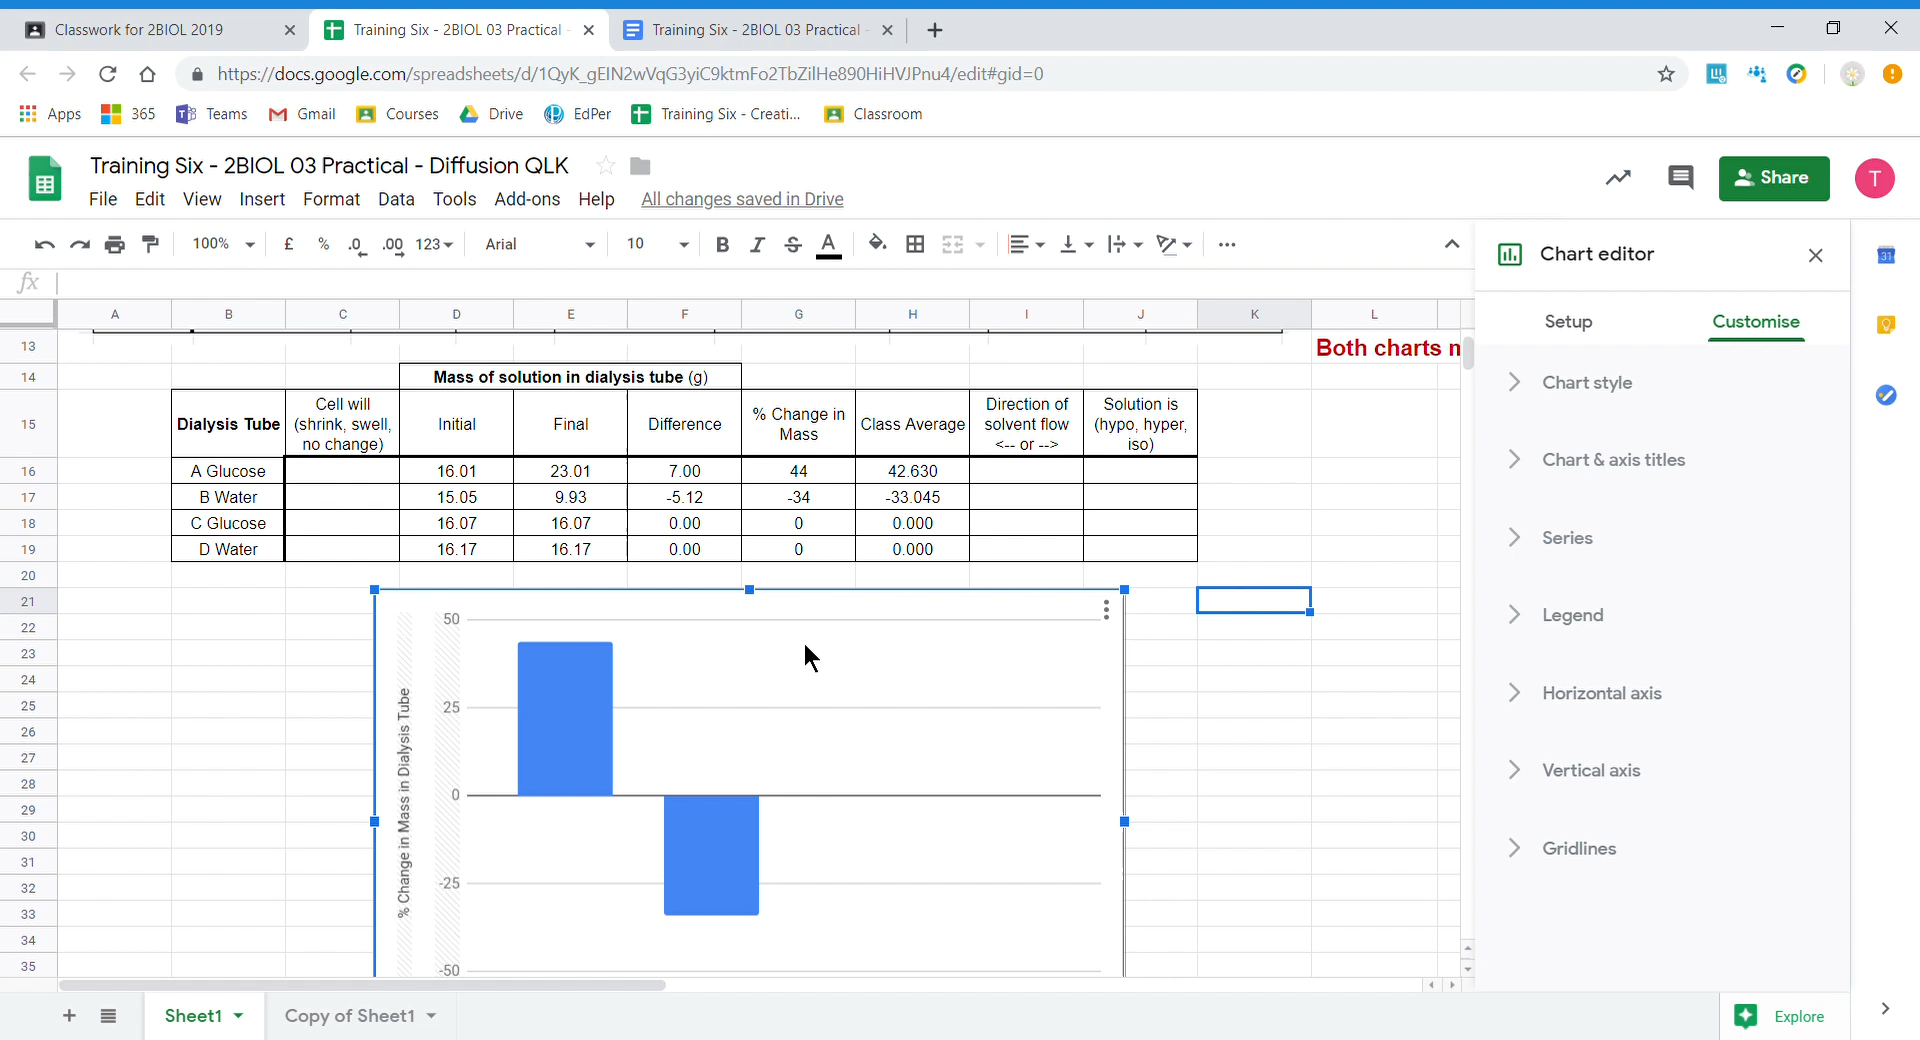 Classwork for 2BIOL 2019
Training Six - 2BIOL 03 Practical -
Training Six - 2BIOL 03 Practical -
https://docs.google.com/spreadsheets/d/1QyK_gEIN2wVqG3yiC9ktmFo2TbZilHe890HiHVJPnu4/edit#gid=0
Apps 365 Teams Gmail Courses Drive EdPer Training Six - Creati... Classroom
Training Six - 2BIOL 03 Practical - Diffusion QLK
Share
T
File Edit View Insert Format Data Tools Add-ons Help All changes saved in Drive
100% £ % .0 .00 123 Arial 10 B I S A ...
Chart editor
31
fx
Setup Customise
A B C D E F G H I J K L
13 Both charts n
14 Mass of solution in dialysis tube (g)
15 Dialysis Tube
Cell will
(shrink, swell,
no change)
Initial
Final
Difference
% Change in
Mass
Class Average
Direction of
solvent flow
<-- or -->
Solution is
(hypo, hyper,
iso)
16 A Glucose 16.01 23.01 7.00 44 42.630
17 B Water 15.05 9.93 -5.12 -34 -33.045
18 C Glucose 16.07 16.07 0.00 0 0.000
19 D Water 16.17 16.17 0.00 0 0.000
20
21
22
23
24
25
26
27
28
29
30
31
32
33
34
35
% Change in Mass in Dialysis Tube
50
25
0
-25
-50
Chart style
Chart & axis titles
Series
Legend
Horizontal axis
Vertical axis
Gridlines
Sheet1 Copy of Sheet1
Explore